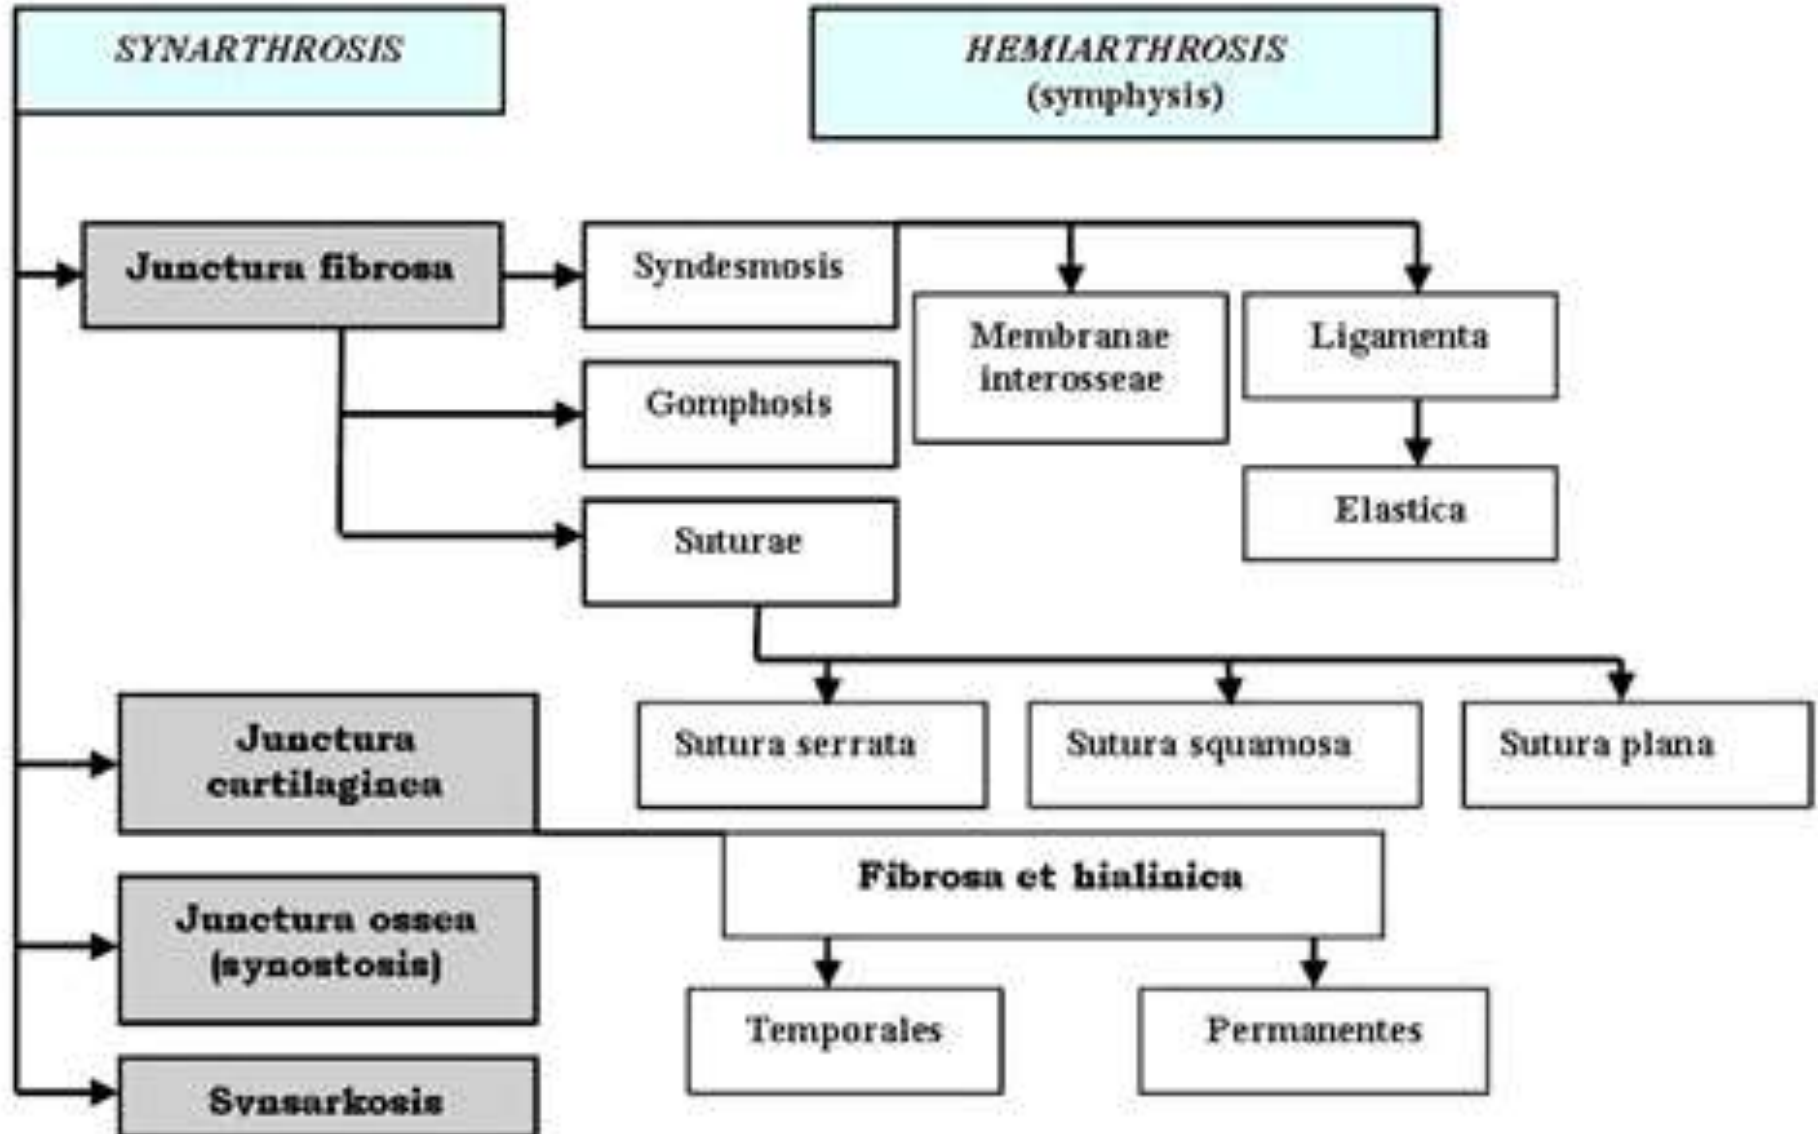 SYNARTHROSIS
HEMIARTHROSIS
(symphysis)
Junctura fibrosa
Syndesmosis
Membranae
interosseae
Ligamenta
Gomphosis
Elastica
Suturae
Sutura serrata
Sutura squamosa
Sutura plana
Junctura
cartilaginea
Fibrosa et hialinica
Junctura ossea
(synostosis)
Temporales
Permanentes
Synsarkosis